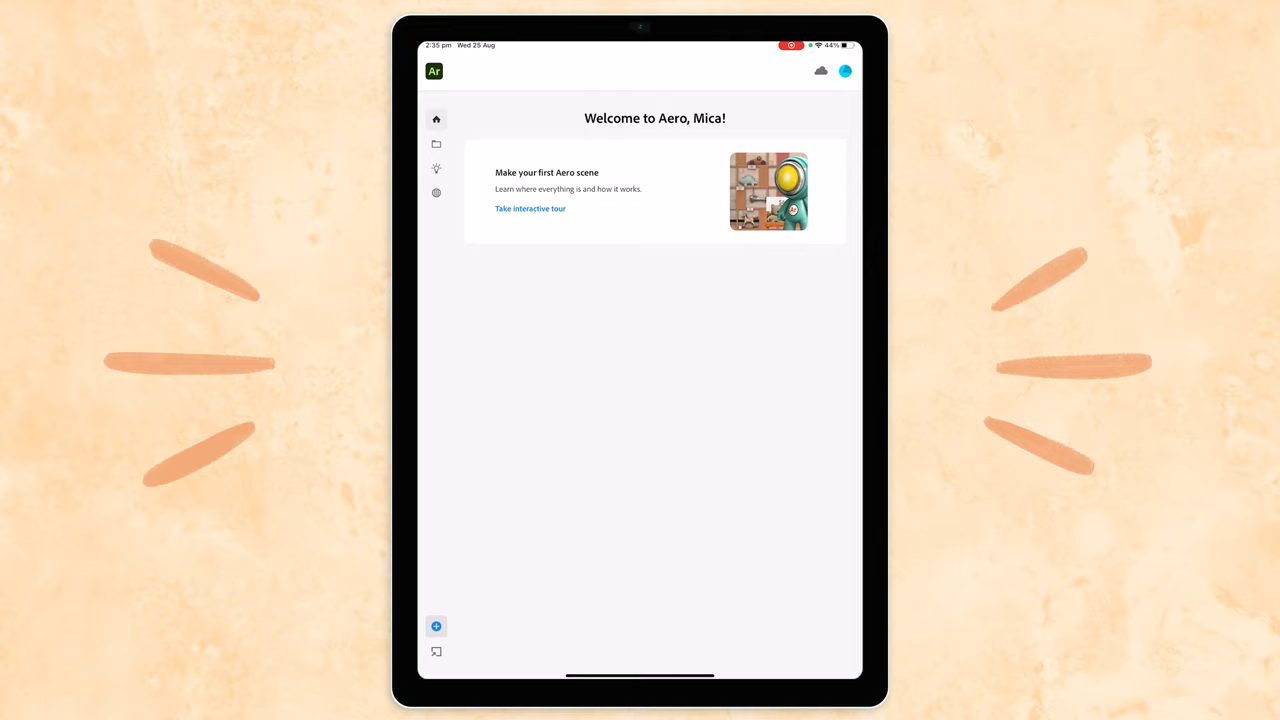 2:35 pm Wed 25 Aug
44%
Ar
Welcome to Aero, Mica!
Make your first Aero scene
Learn where everything is and how it works.
Take interactive tour
Ar